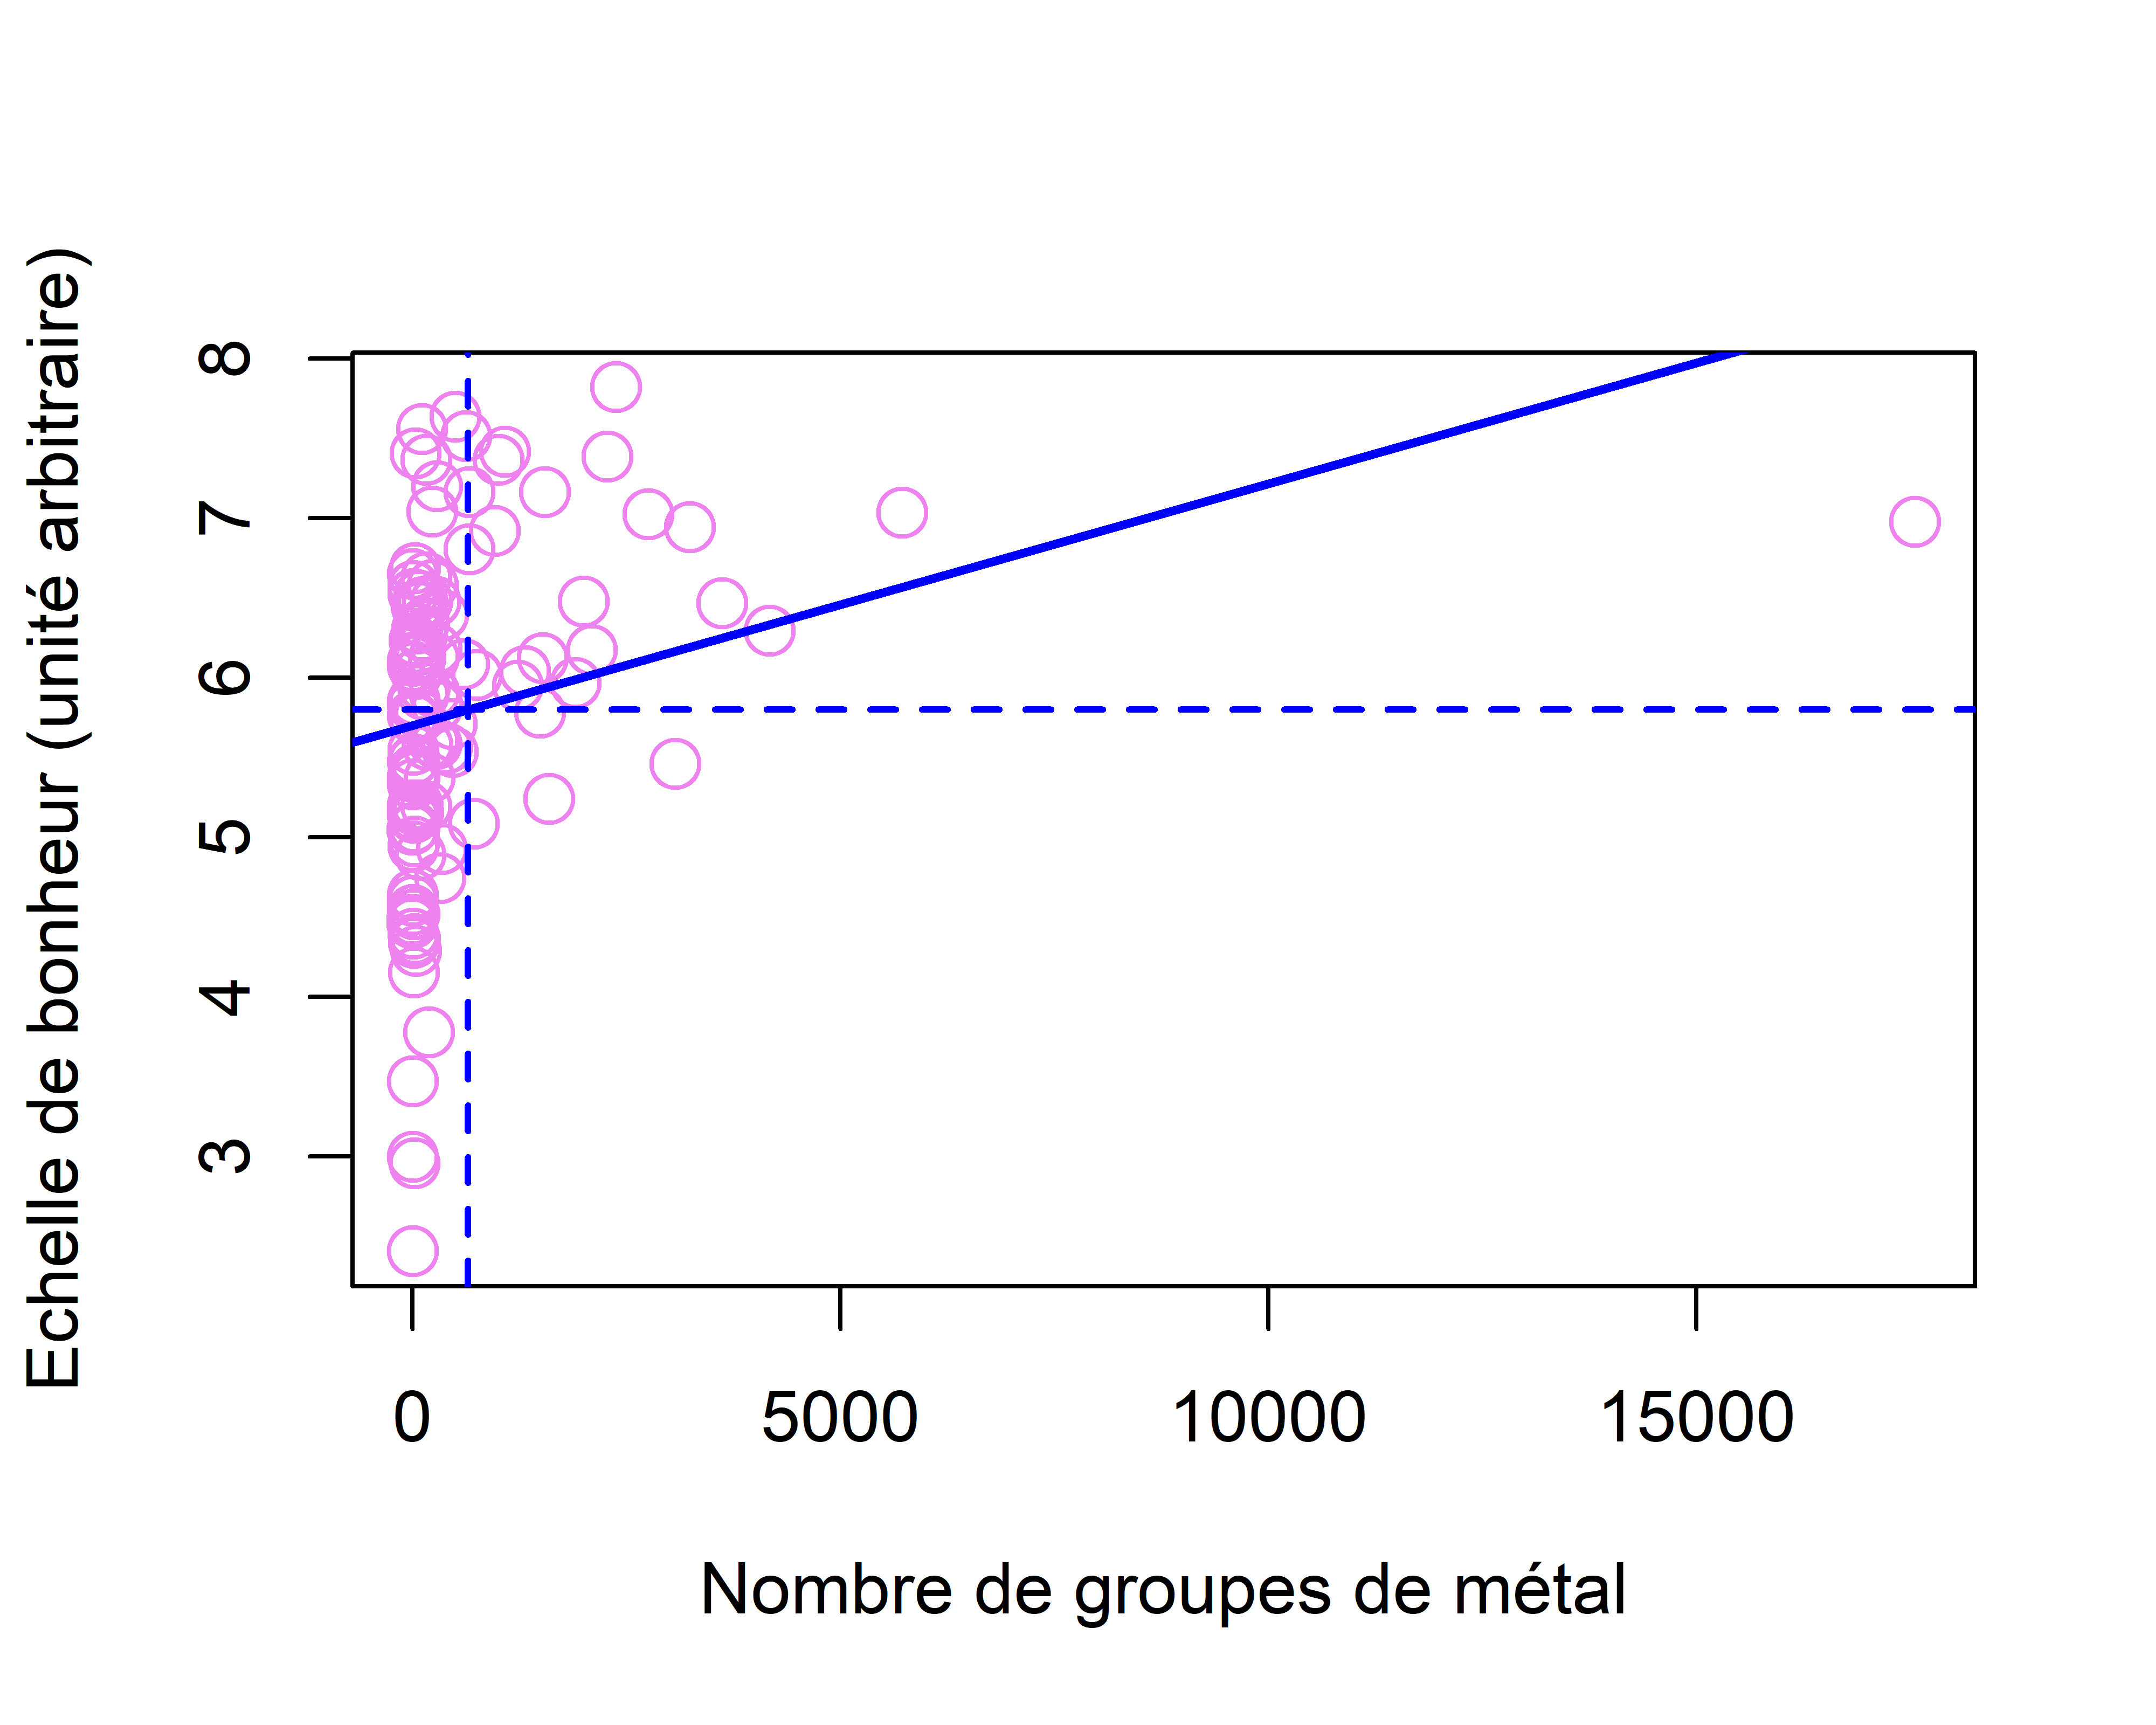 Echelle de bonheur (unité arbitraire)
8
7
6
5
4
3
0 5000 10000 15000
Nombre de groupes de métal